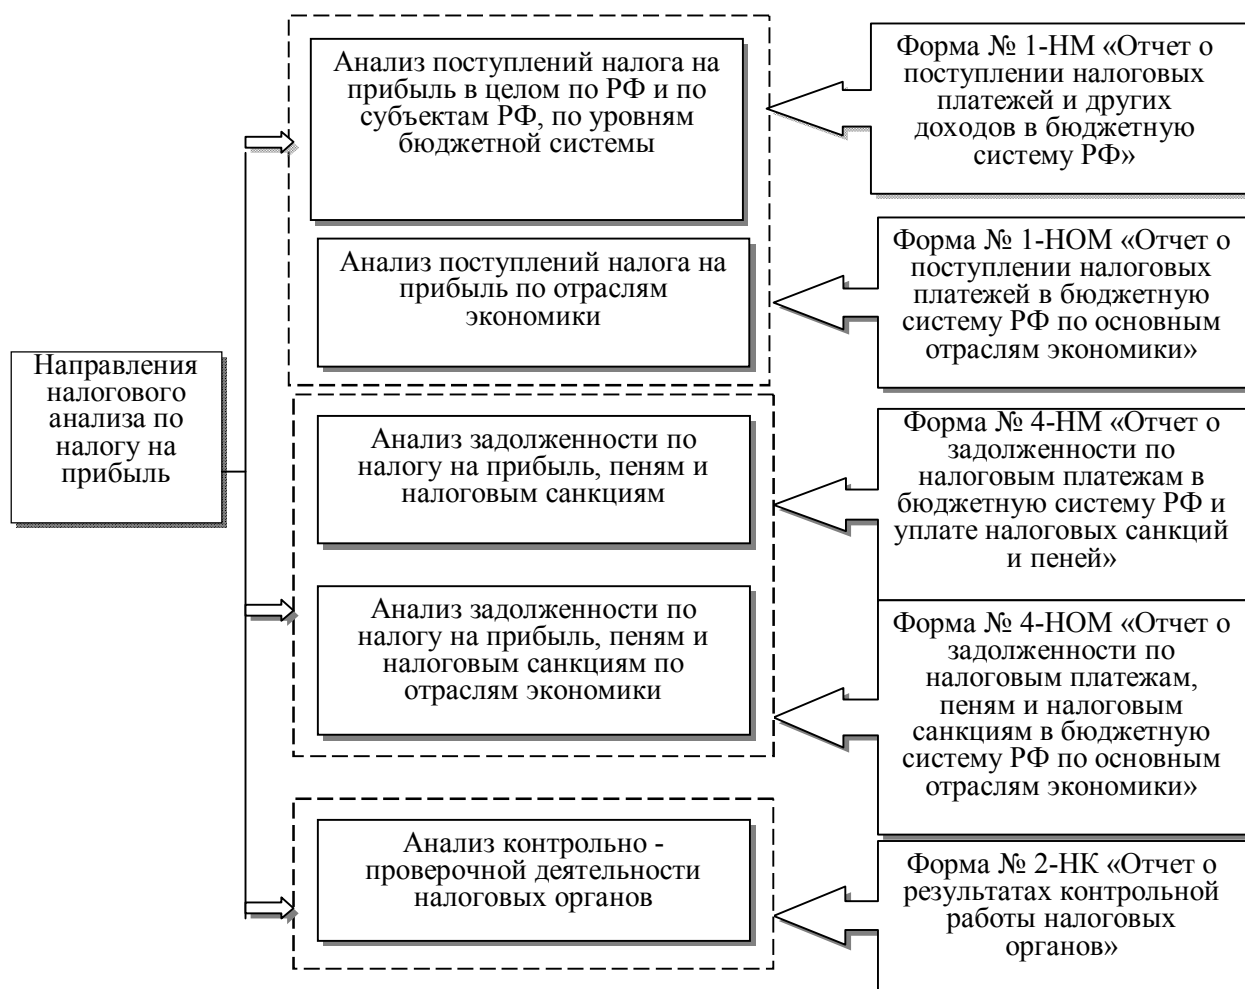 Направления
налогового
анализа по
налогу на
прибыль
Анализ поступлений налога на
прибыль в целом по РФ и по
субъектам РФ, по уровням
бюджетной системы
Анализ поступлений налога на
прибыль по отраслям
экономики
Анализ задолженности по
налогу на прибыль, пеням и
налоговым санкциям
Анализ задолженности по
налогу на прибыль, пеням и
налоговым санкциям по
отраслям экономики
Анализ контрольно -
проверочной деятельности
налоговых органов
Форма № 1-НМ «Отчет о
поступлении налоговых
платежей и других
доходов в бюджетную
систему РФ»
Форма № 1-НОМ «Отчет о
поступлении налоговых
платежей в бюджетную
систему РФ по основным
отраслям экономики»
Форма № 4-НМ «Отчет о
задолженности по
налоговым платежам в
бюджетную систему РФ и
уплате налоговых санкций
и пеней»
Форма № 4-НОМ «Отчет о
задолженности по
налоговым платежам,
пеням и налоговым
санкциям в бюджетную
систему РФ по основным
отраслям экономики»
Форма № 2-НК «Отчет о
результатах контрольной
работы налоговых
органов»